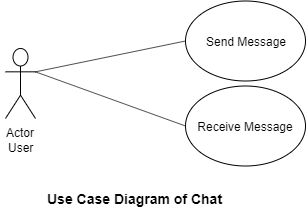 Send Message
Receive Message
Actor
User
Use Case Diagram of Chat